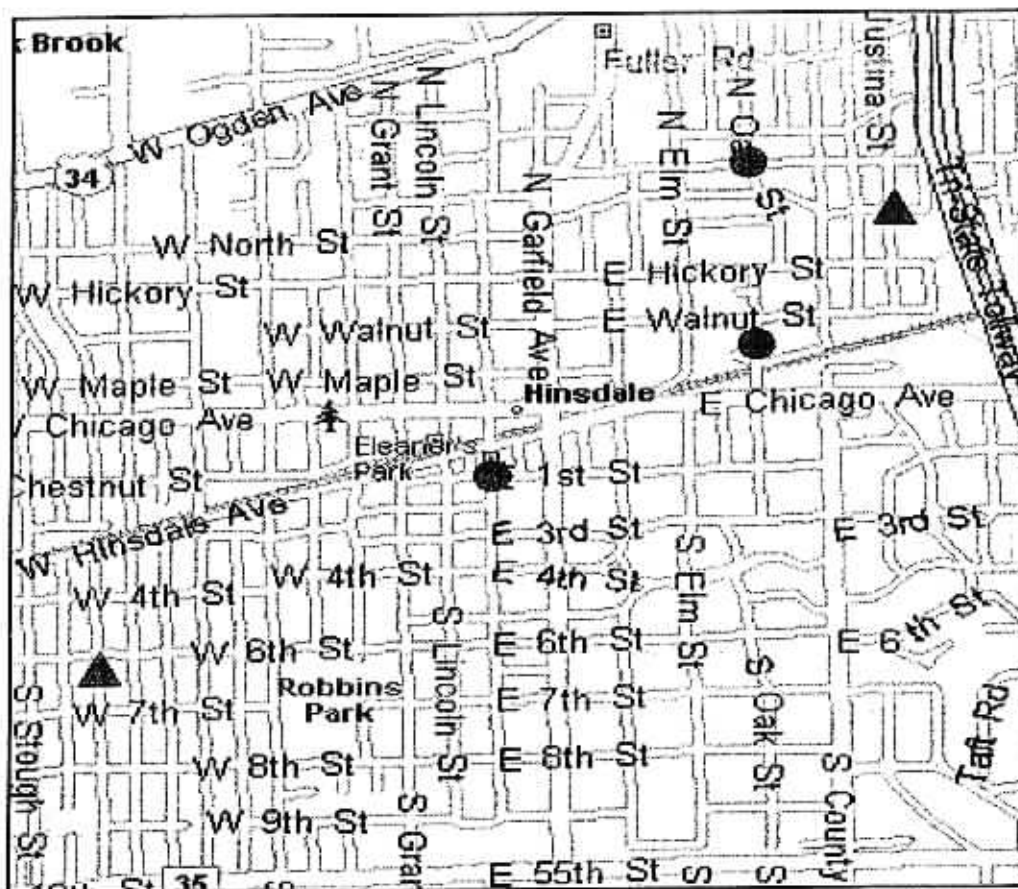 Brook
Fuller Rd
N Oak St
Justina St
W Ogden Ave
N Lincoln St
N Grant St
N Elm St
34
N Garfield Ave
Tri-State Tollway
W North St
E Hickory St
W Hickory St
W Walnut St
E Walnut St
W Maple St
W Maple St
Hinsdale
E Chicago Ave
Chicago Ave
Eleanor's
Park
Chestnut St
E 1st St
W Hinsdale Ave
E 3rd St
E 3rd St
W 4th St
E 4th St
W 4th St
S Elm St
S Lincoln St
E 6th St
E 6th St
W 6th St
S Oak St
Robbins
Park
W 7th St
E 7th St
Taft Rd
S Stough St
W 8th St
E 8th St
S County
W 9th St
S Gran
E 55th St
St
35